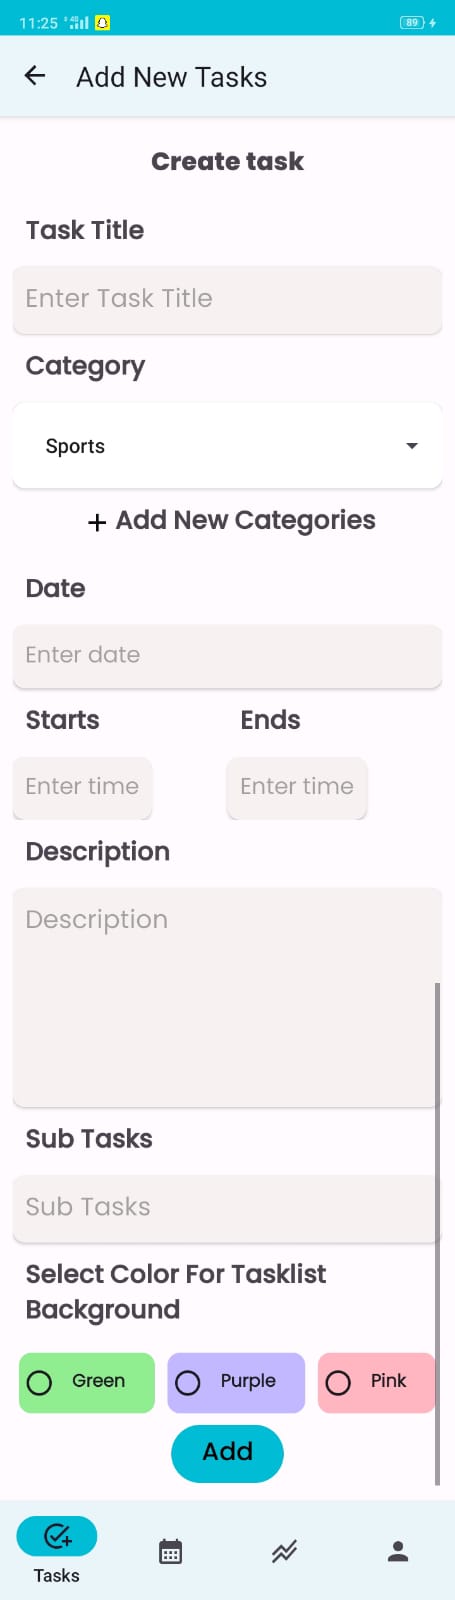 11:25 4G 89
Add New Tasks
Create task
Task Title
Enter Task Title
Category
Sports
+ Add New Categories
Date
Enter date
Starts Ends
Enter time Enter time
Description
Description
Sub Tasks
Sub Tasks
Select Color For Tasklist
Background
Green Purple Pink
Add
Tasks